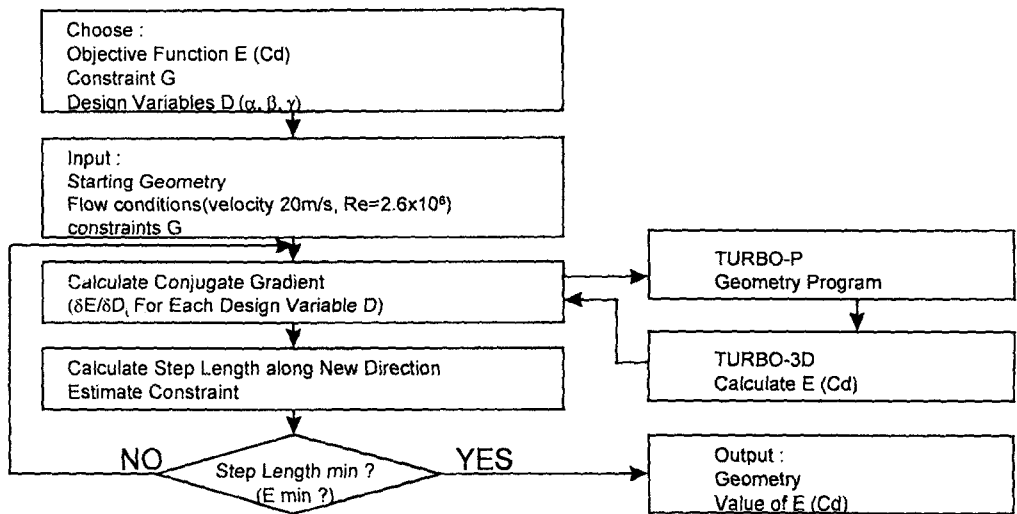 Choose :
Objective Function E (Cd)
Constraint G
Design Variables D (α, β, γ)
Input :
Starting Geometry
Flow conditions(velocity 20m/s, Re=2.6x10⁶)
constraints G
Calculate Conjugate Gradient
(δE/δDᵢ For Each Design Variable D)
TURBO-P
Geometry Program
Calculate Step Length along New Direction
Estimate Constraint
TURBO-3D
Calculate E (Cd)
NO
Step Length min ?
(E min ?)
YES
Output :
Geometry
Value of E (Cd)